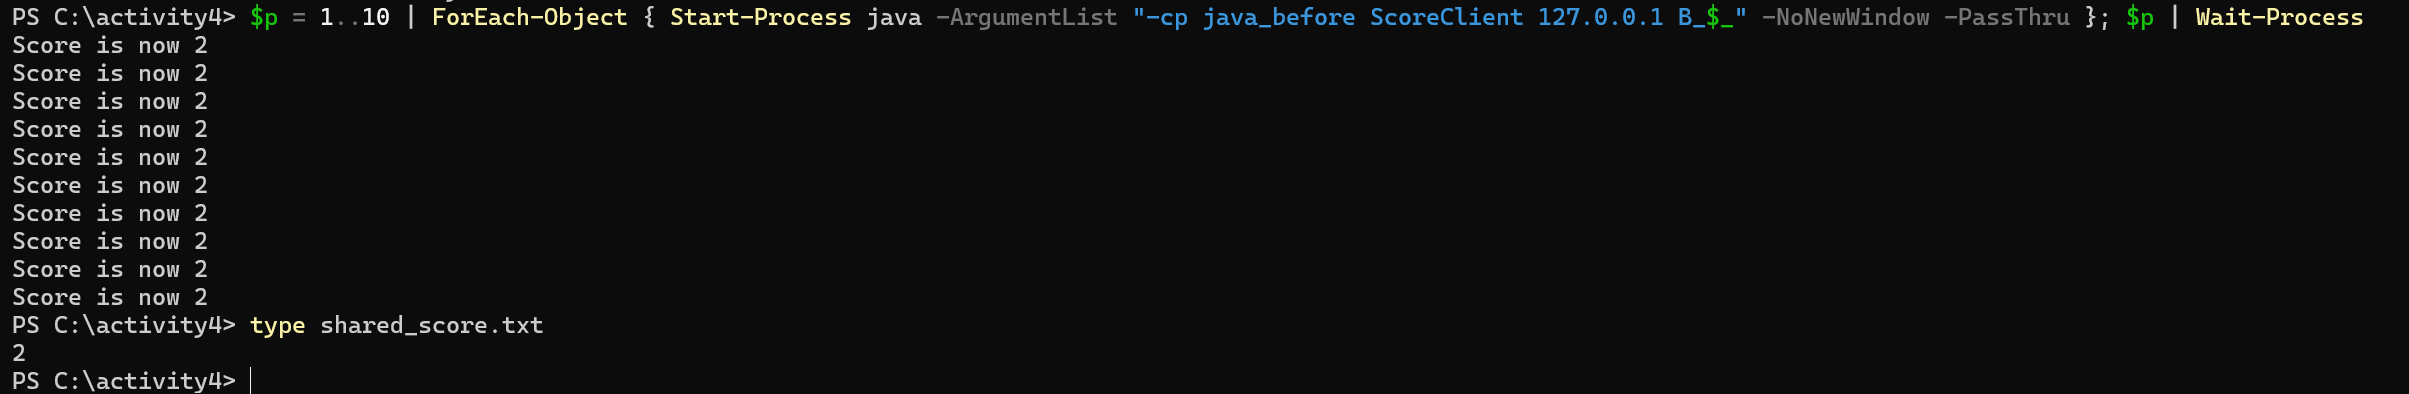 PS C:\activity4> $p = 1..10 | ForEach-Object { Start-Process java -ArgumentList "-cp java_before ScoreClient 127.0.0.1 B_$_" -NoNewWindow -PassThru }; $p | Wait-Process
Score is now 2
Score is now 2
Score is now 2
Score is now 2
Score is now 2
Score is now 2
Score is now 2
Score is now 2
Score is now 2
Score is now 2
PS C:\activity4> type shared_score.txt
2
PS C:\activity4>